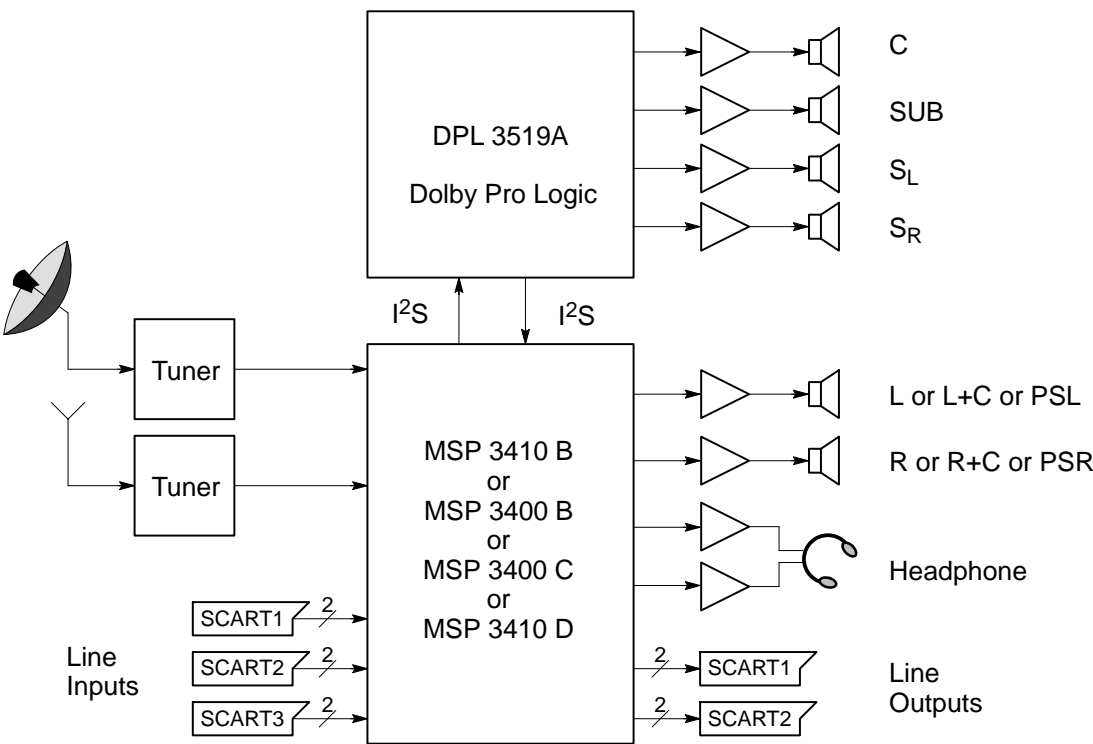 C
SUB
DPL 3519A
S_L
Dolby Pro Logic
S_R
I²S
I²S
Tuner
L or L+C or PSL
MSP 3410 B
R or R+C or PSR
Tuner
or
MSP 3400 B
or
MSP 3400 C
Headphone
or
SCART1
2
MSP 3410 D
Line
Inputs
SCART2
2
2
SCART1
Line
Outputs
SCART3
2
2
SCART2